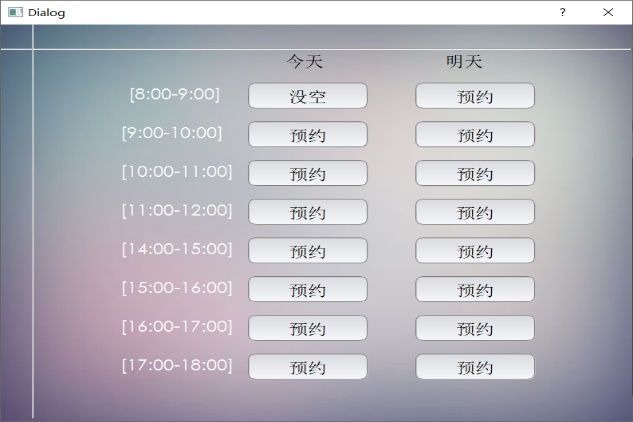 Dialog
今天 明天
[8:00-9:00] 没空 预约
[9:00-10:00] 预约 预约
[10:00-11:00] 预约 预约
[11:00-12:00] 预约 预约
[14:00-15:00] 预约 预约
[15:00-16:00] 预约 预约
[16:00-17:00] 预约 预约
[17:00-18:00] 预约 预约